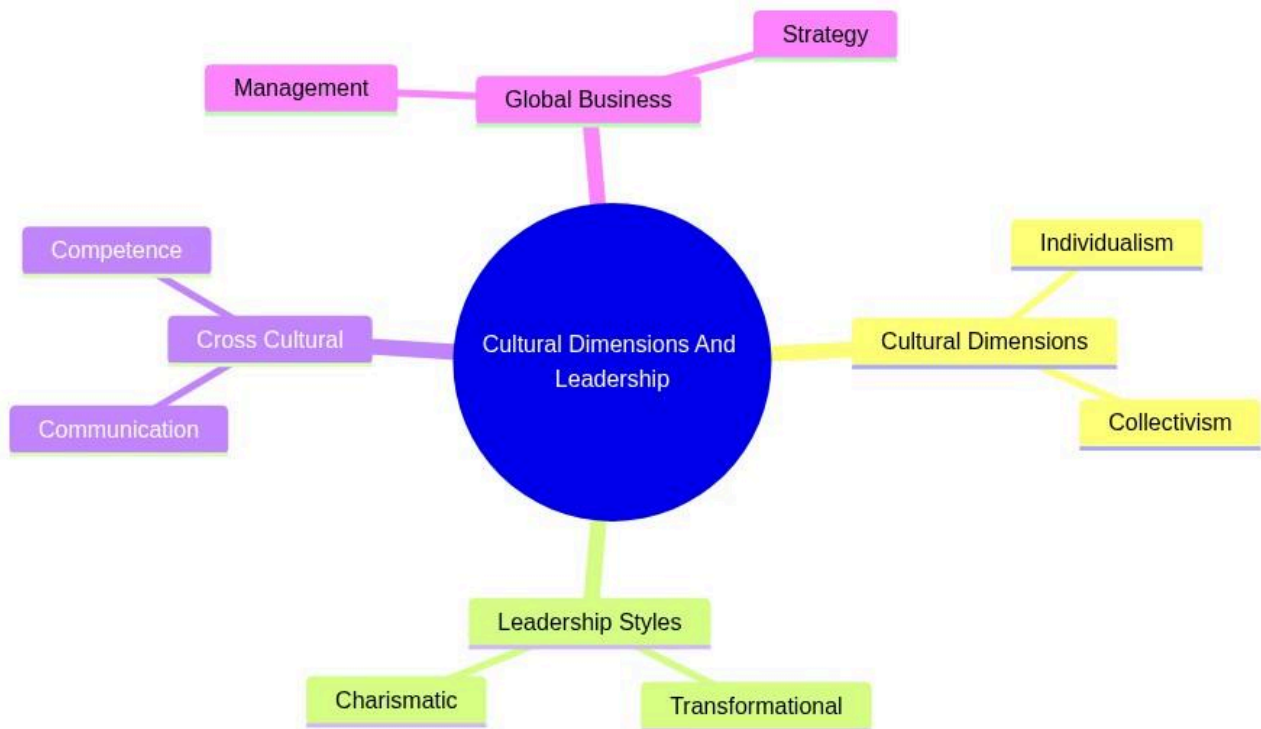 Strategy
Management
Global Business
Competence
Individualism
Cross Cultural
Cultural Dimensions And
Leadership
Cultural Dimensions
Communication
Collectivism
Leadership Styles
Charismatic
Transformational